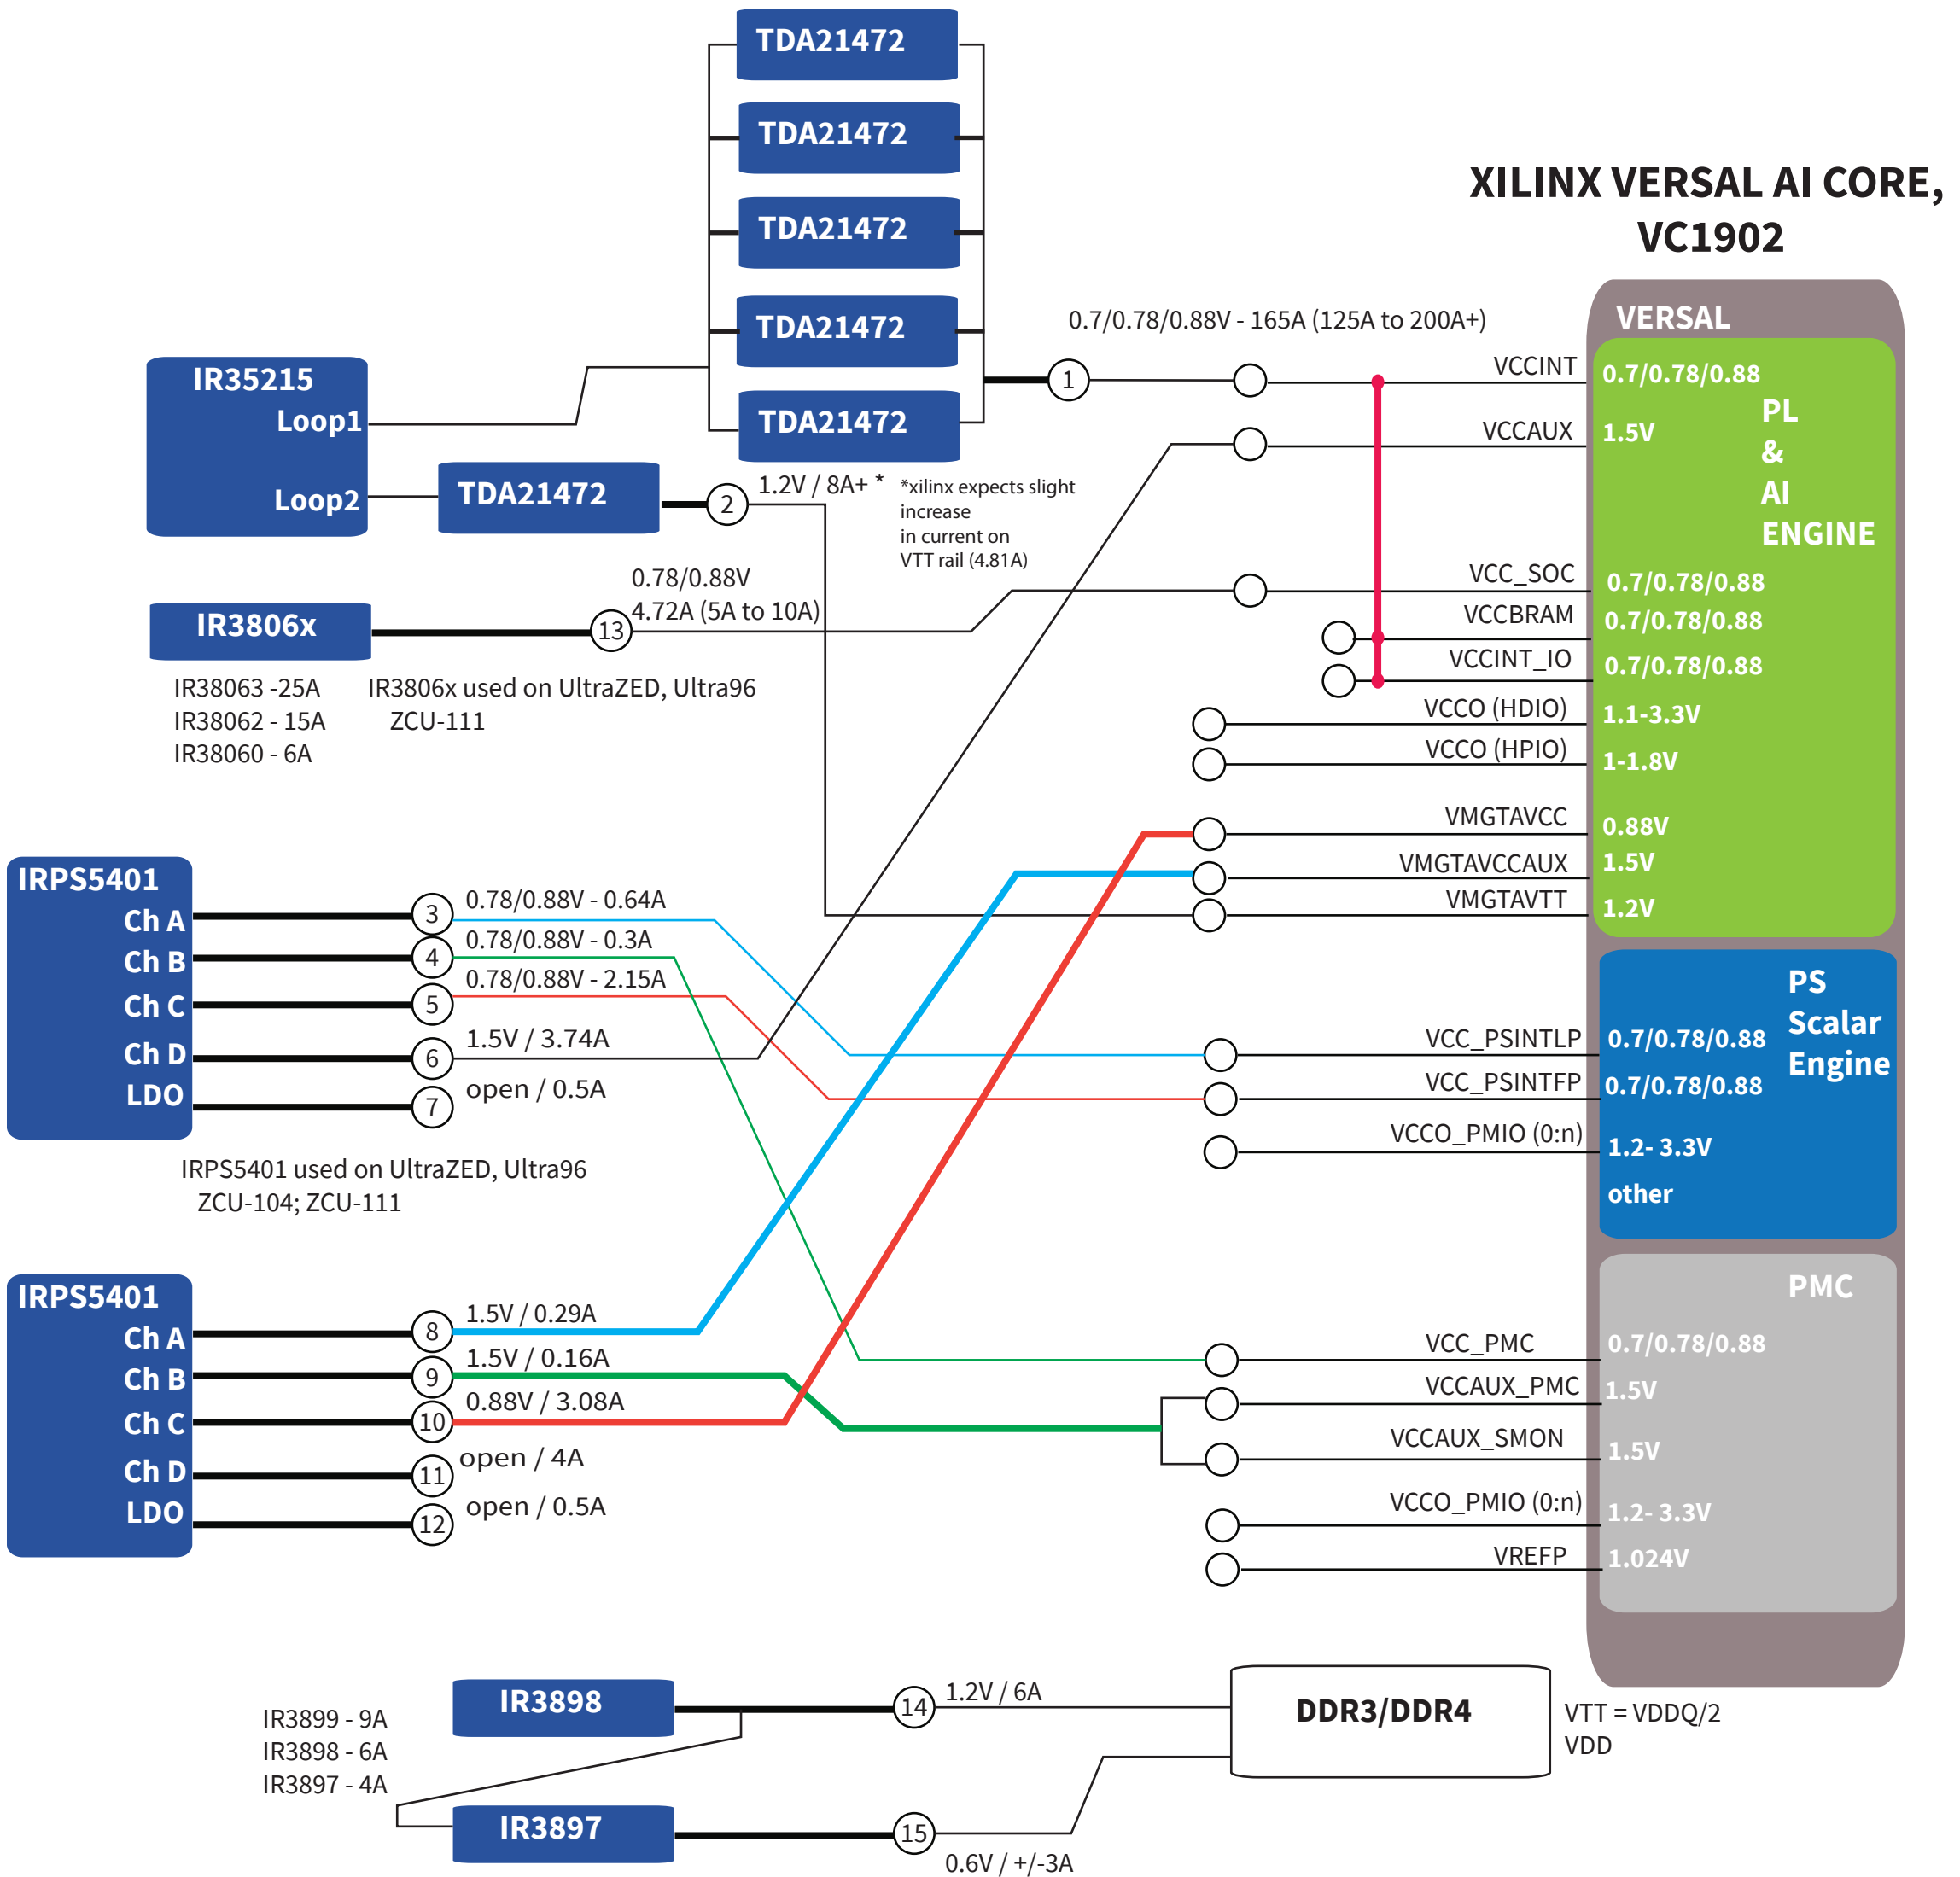 TDA21472
TDA21472
TDA21472
TDA21472
TDA21472
XILINX VERSAL AI CORE,
VC1902
0.7/0.78/0.88V - 165A (125A to 200A+)
IR35215
Loop1
Loop2
TDA21472
2
1.2V / 8A+ *
*xilinx expects slight
increase
in current on
VTT rail (4.81A)
1
IR3806x
13
0.78/0.88V
4.72A (5A to 10A)
IR38063 -25A
IR38062 - 15A
IR38060 - 6A
IR3806x used on UltraZED, Ultra96
ZCU-111
VERSAL
VCCINT
0.7/0.78/0.88
PL
&
AI
ENGINE
VCCAUX
1.5V
VCC_SOC
0.7/0.78/0.88
VCCBRAM
0.7/0.78/0.88
VCCINT_IO
0.7/0.78/0.88
VCCO (HDIO)
1.1-3.3V
VCCO (HPIO)
1-1.8V
VMGTAVCC
0.88V
VMGTAVCCAUX
1.5V
VMGTAVTT
1.2V
IRPS5401
Ch A
3
0.78/0.88V - 0.64A
Ch B
4
0.78/0.88V - 0.3A
Ch C
5
0.78/0.88V - 2.15A
Ch D
6
1.5V / 3.74A
LDO
7
open / 0.5A
IRPS5401 used on UltraZED, Ultra96
ZCU-104; ZCU-111
PS
Scalar
Engine
VCC_PSINTLP
0.7/0.78/0.88
VCC_PSINTFP
0.7/0.78/0.88
VCCO_PMIO (0:n)
1.2- 3.3V
other
IRPS5401
Ch A
8
1.5V / 0.29A
Ch B
9
1.5V / 0.16A
Ch C
10
0.88V / 3.08A
Ch D
11
open / 4A
LDO
12
open / 0.5A
PMC
VCC_PMC
0.7/0.78/0.88
VCCAUX_PMC
1.5V
VCCAUX_SMON
1.5V
VCCO_PMIO (0:n)
1.2- 3.3V
VREFP
1.024V
IR3899 - 9A
IR3898 - 6A
IR3897 - 4A
IR3898
14
1.2V / 6A
IR3897
15
0.6V / +/-3A
DDR3/DDR4
VTT = VDDQ/2
VDD